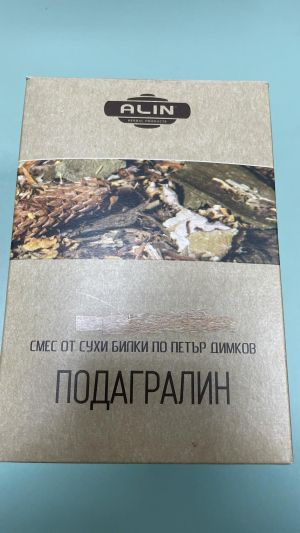 ALIN
HERBAL PRODUCTS
СМЕС ОТ СУХИ БИЛКИ ПО ПЕТЪР ДИМКОВ
ПОДАГРАЛИН